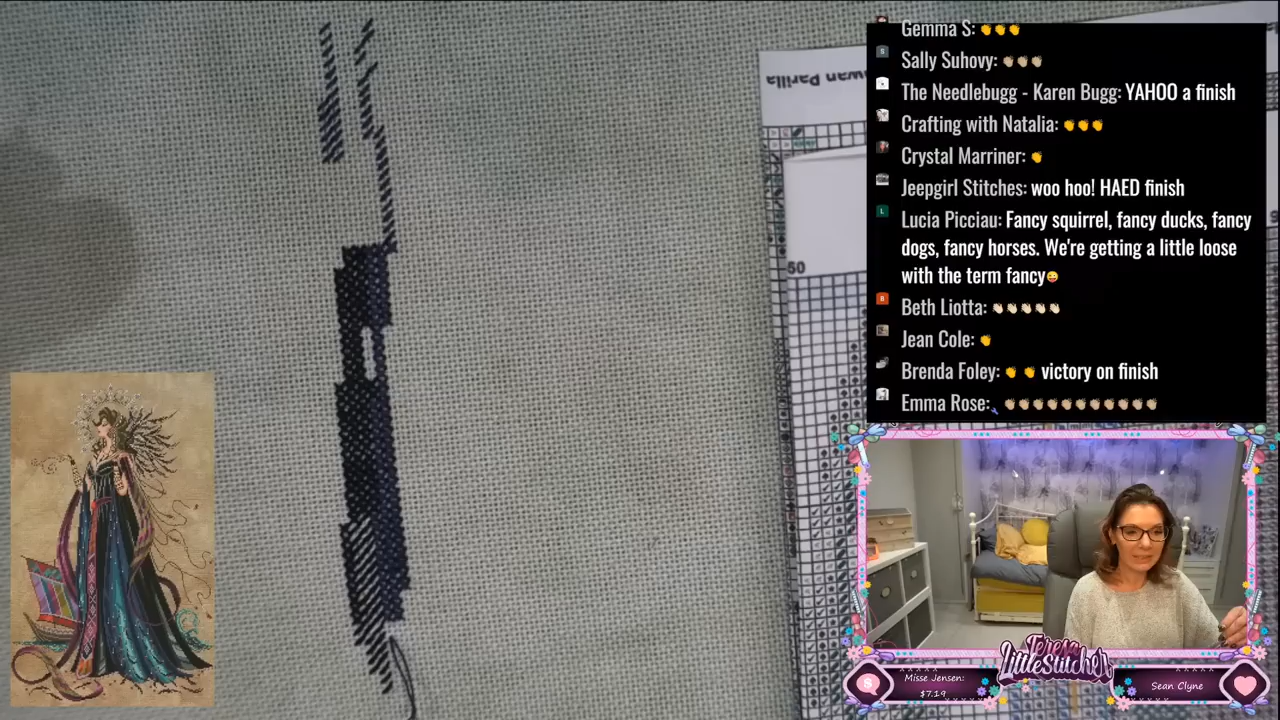 Gemma S: 👏👏👏
Sally Suhovy: 👏🏼👏🏼👏🏼
The Needlebugg - Karen Bugg: YAHOO a finish
Crafting with Natalia: 👏👏👏
Crystal Marriner: 👏
Jeepgirl Stitches: woo hoo! HAED finish
Lucia Picciau: Fancy squirrel, fancy ducks, fancy
dogs, fancy horses. We're getting a little loose
with the term fancy😜
Beth Liotta: 👏🏻👏🏻👏🏻👏🏻👏🏻
Jean Cole: 👏
Brenda Foley: 👏 👏 victory on finish
Emma Rose: 👏🏼👏🏼👏🏼👏🏼👏🏼👏🏼👏🏼👏🏼👏🏼👏🏼👏🏼
Parilla
50
Teresa
LittleStitcher
Misse Jensen:
$7.19
Sean Clyne